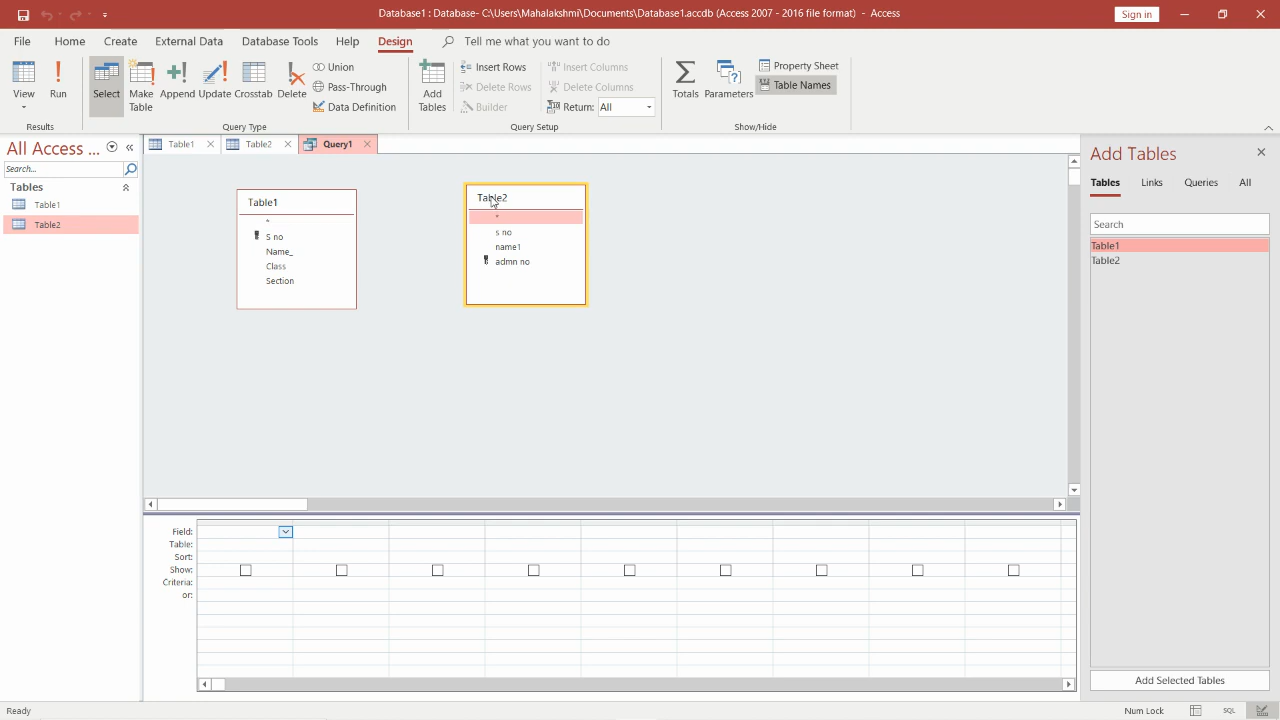 Database1 : Database- C:\Users\Mahalakshmi\Documents\Database1.accdb (Access 2007 - 2016 file format) - Access
Sign in
File Home Create External Data Database Tools Help Design Tell me what you want to do
View
Run
Select
Make Table
Append
Update
Crosstab
Delete
Union
Pass-Through
Data Definition
Add Tables
Insert Rows
Delete Rows
Builder
Insert Columns
Delete Columns
Return: All
Totals
Parameters
Property Sheet
Table Names
Results
Query Type
Query Setup
Show/Hide
All Access ...
Search...
Tables
Table1
Table2
Table1 Table2 Query1
Table1
*
S no
Name_
Class
Section
Table2
*
s no
name1
admn no
Field:
Table:
Sort:
Show:
Criteria:
or:
Add Tables
Tables Links Queries All
Search
Table1
Table2
Add Selected Tables
Ready
Num Lock
SQL